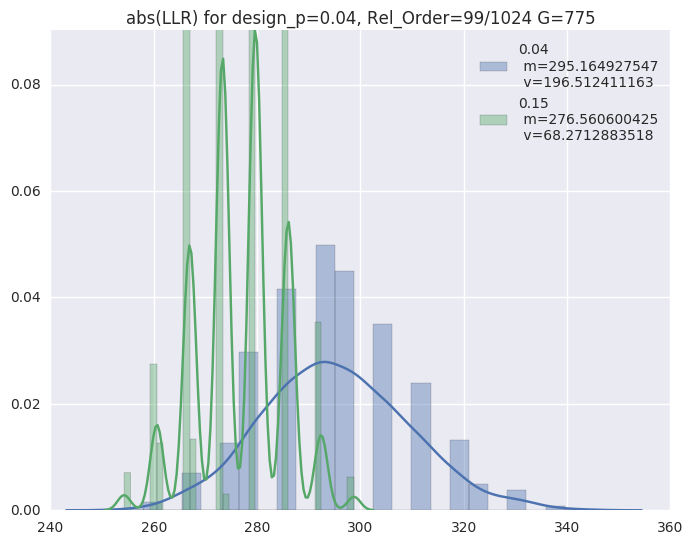 abs(LLR) for design_p=0.04, Rel_Order=99/1024 G=775
0.04
m=295.164927547
v=196.512411163
0.15
m=276.560600425
v=68.2712883518
0.08
0.06
0.04
0.02
0.00
240 260 280 300 320 340 360